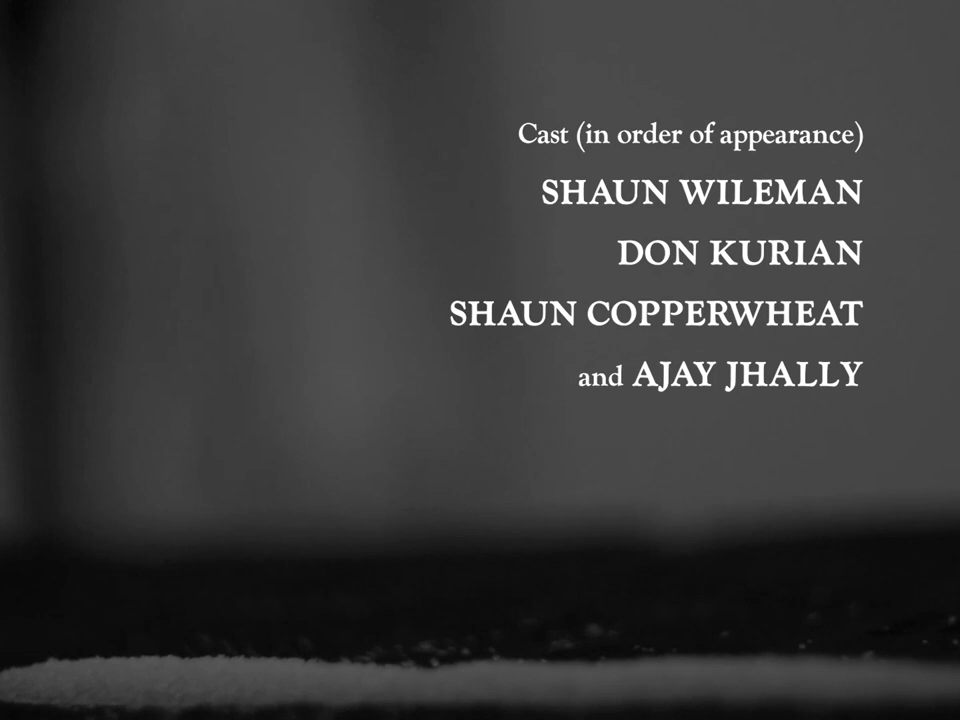 Cast (in order of appearance)
SHAUN WILEMAN
DON KURIAN
SHAUN COPPERWHEAT
and AJAY JHALLY